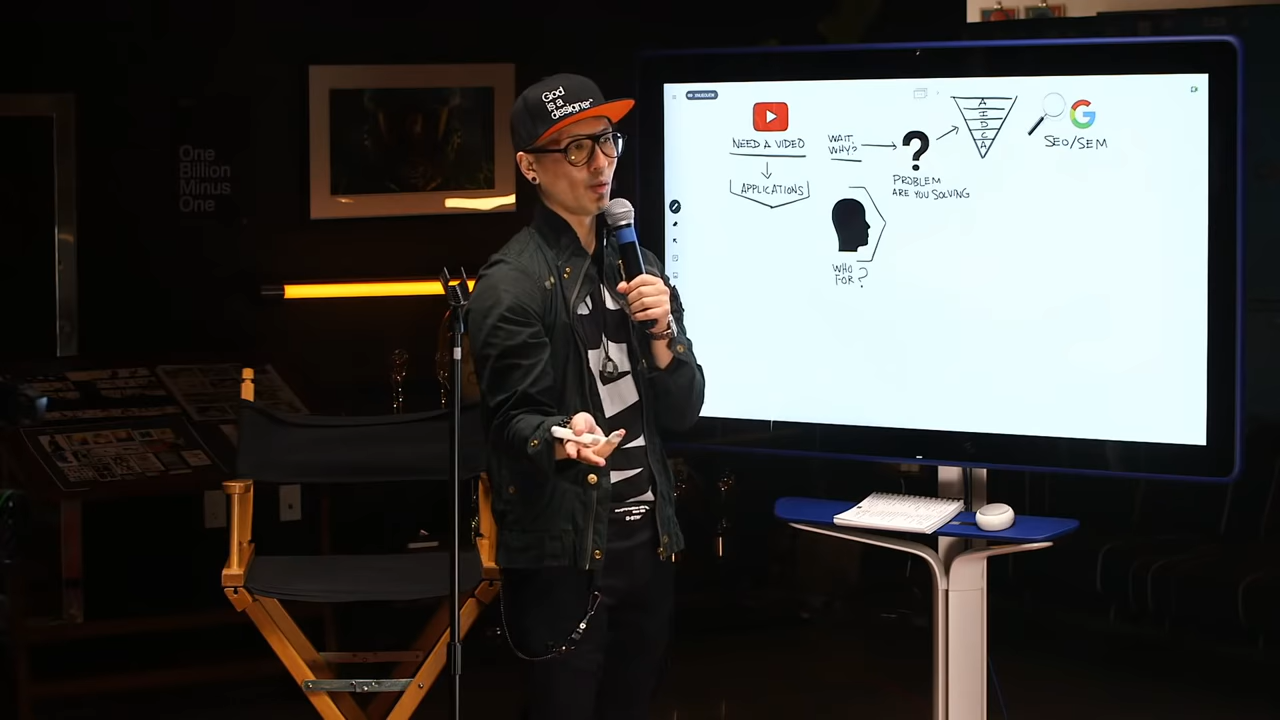 God
is a
designer
One
Billion
Minus
One
NEED A VIDEO
APPLICATIONS
WAIT,
WHY?
?
PROBLEM
ARE YOU SOLVING
A
I
D
C
A
G
SEO/SEM
WHO
FOR?